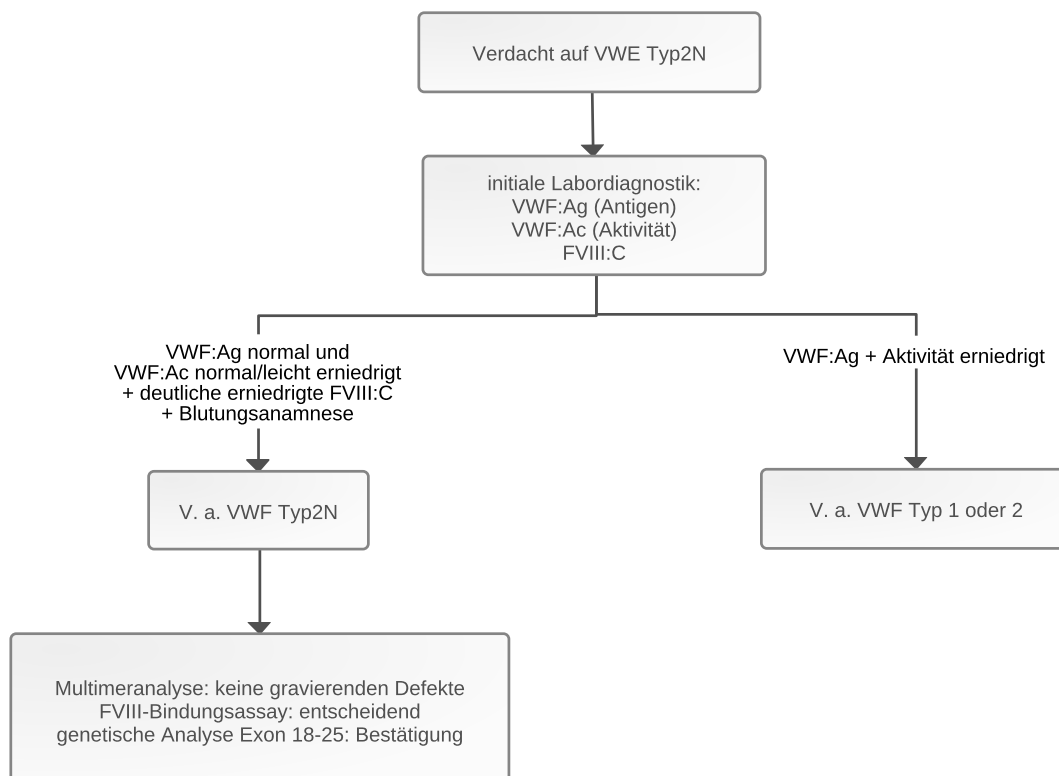 Verdacht auf VWE Typ2N
initiale Labordiagnostik:
VWF:Ag (Antigen)
VWF:Ac (Aktivität)
FVIII:C
VWF:Ag normal und
VWF:Ac normal/leicht erniedrigt
+ deutliche erniedrigte FVIII:C
+ Blutungsanamnese
VWF:Ag + Aktivität erniedrigt
V. a. VWF Typ2N
V. a. VWF Typ 1 oder 2
Multimeranalyse: keine gravierenden Defekte
FVIII-Bindungsassay: entscheidend
genetische Analyse Exon 18-25: Bestätigung